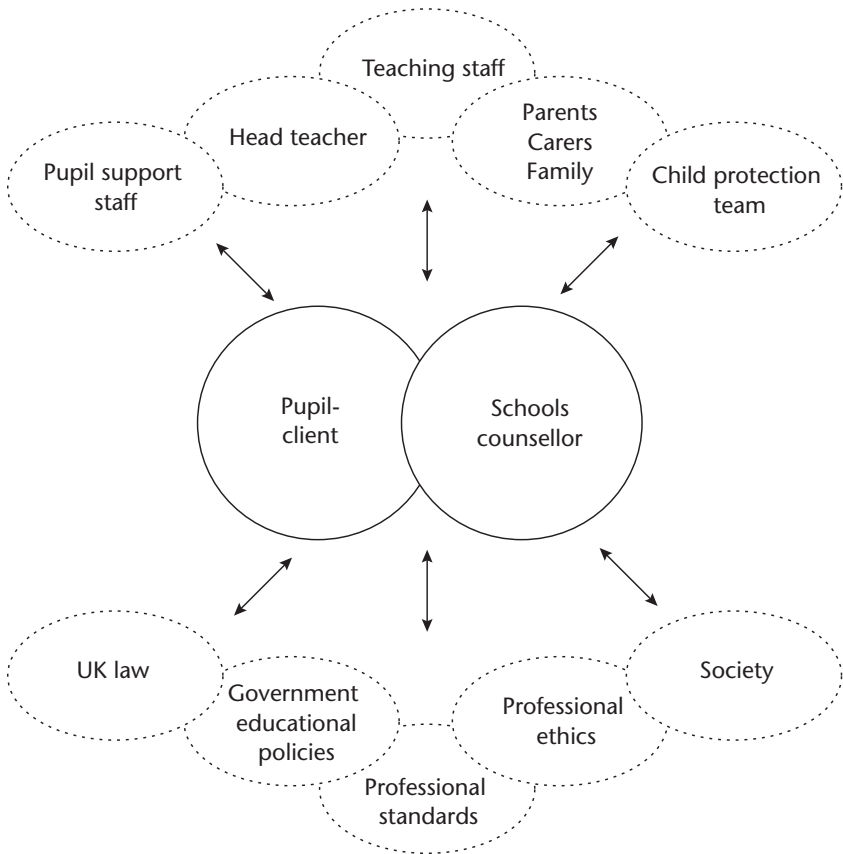 Teaching staff
Head teacher
Parents
Carers
Family
Pupil support
staff
Child protection
team
Pupil-
client
Schools
counsellor
UK law
Government
educational
policies
Professional
standards
Professional
ethics
Society